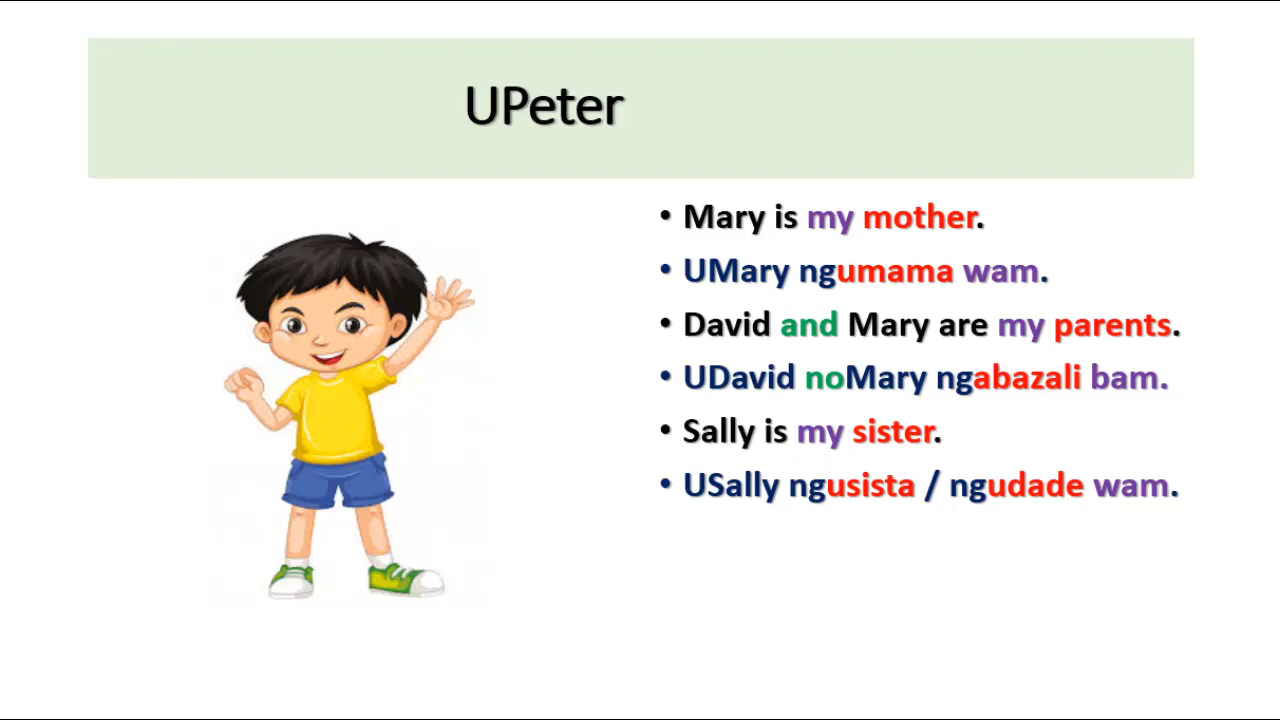 UPeter
• Mary is my mother.
• UMary ngumama wam.
• David and Mary are my parents.
• UDavid noMary ngabazali bam.
• Sally is my sister.
• USally ngusista / ngudade wam.